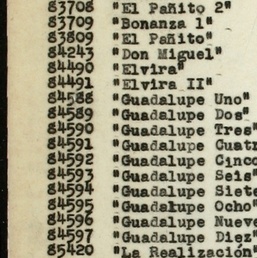 83708 "El Pañito 2"
83709 "Bonanza 1"
83809 "El Pañito"
84243 "Don Miguel"
84490 "Elvira"
84491 "Elvira II"
84588 "Guadalupe Uno"
84589 "Guadalupe Dos"
84590 "Guadalupe Tres"
84591 "Guadalupe Cuatr
84592 "Guadalupe Cinco
84593 "Guadalupe Seis"
84594 "Guadalupe Siete
84595 "Guadalupe Ocho"
84596 "Guadalupe Nueve
84597 "Guadalupe Diez"
85420 "La Realización"